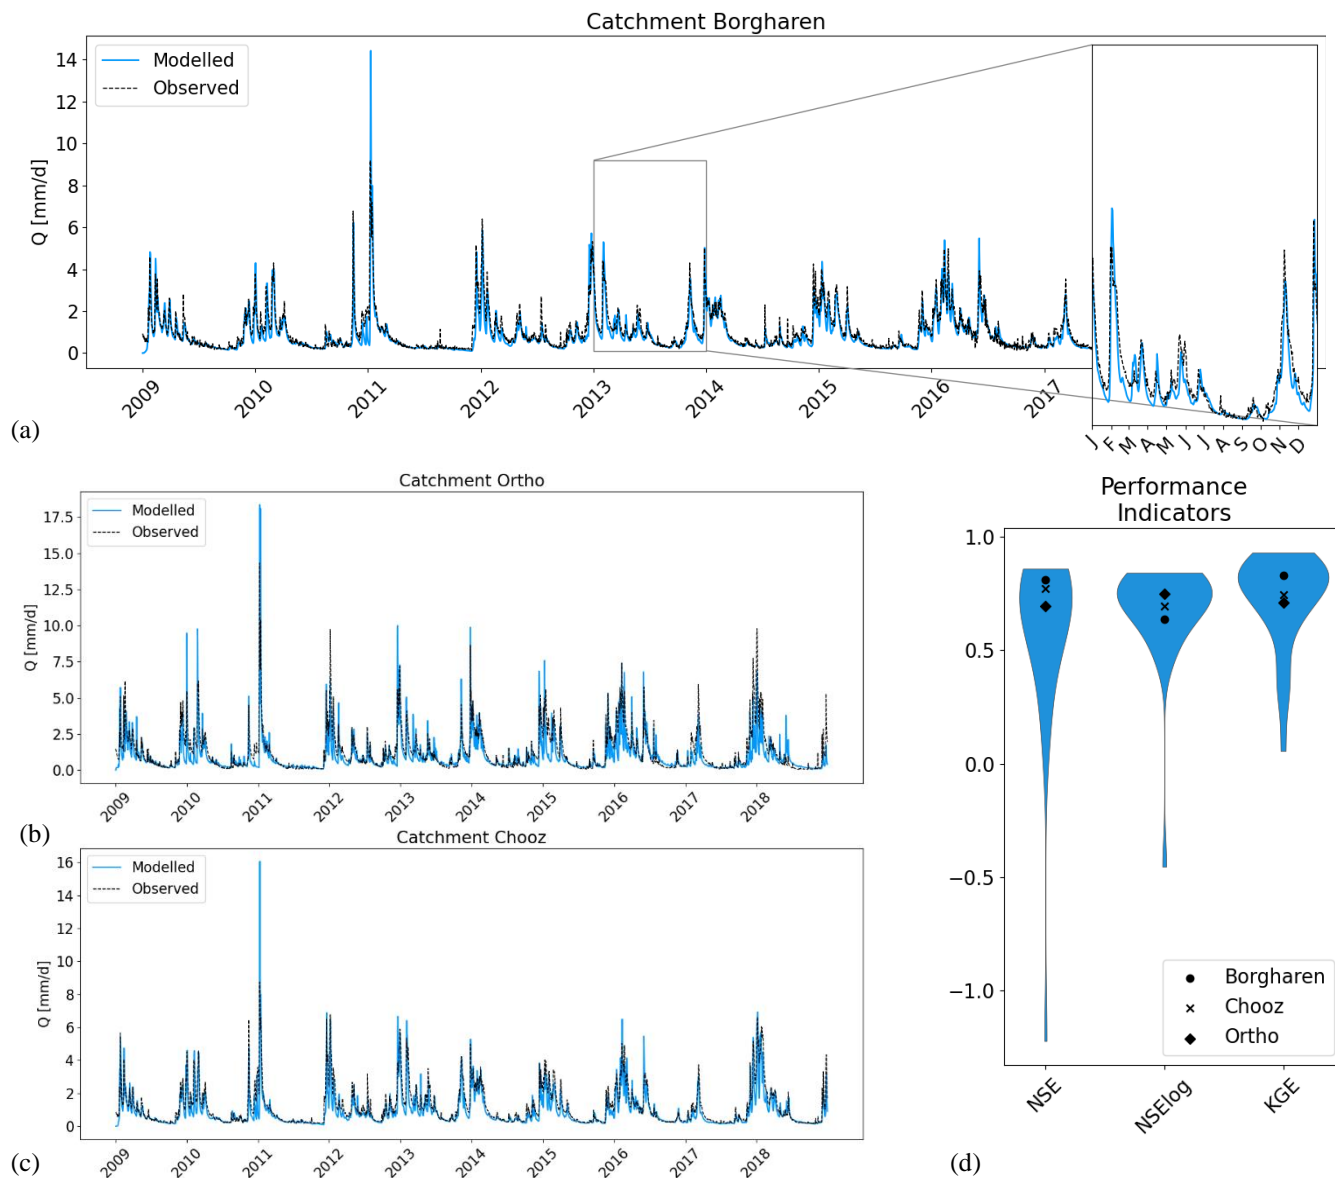 Catchment Borgharen
Modelled
Observed
Q [mm/d]
14
12
10
8
6
4
2
0
2009
2010
2011
2012
2013
2014
2015
2016
2017
J
F
M
A
M
J
J
A
S
O
N
D
(a)
Catchment Ortho
Modelled
Observed
Q [mm/d]
17.5
15.0
12.5
10.0
7.5
5.0
2.5
0.0
2009
2010
2011
2012
2013
2014
2015
2016
2017
2018
(b)
Catchment Chooz
Modelled
Observed
Q [mm/d]
16
14
12
10
8
6
4
2
0
2009
2010
2011
2012
2013
2014
2015
2016
2017
2018
(c)
Performance
Indicators
1.0
0.5
0.0
−0.5
−1.0
Borgharen
Chooz
Ortho
NSE
NSElog
KGE
(d)